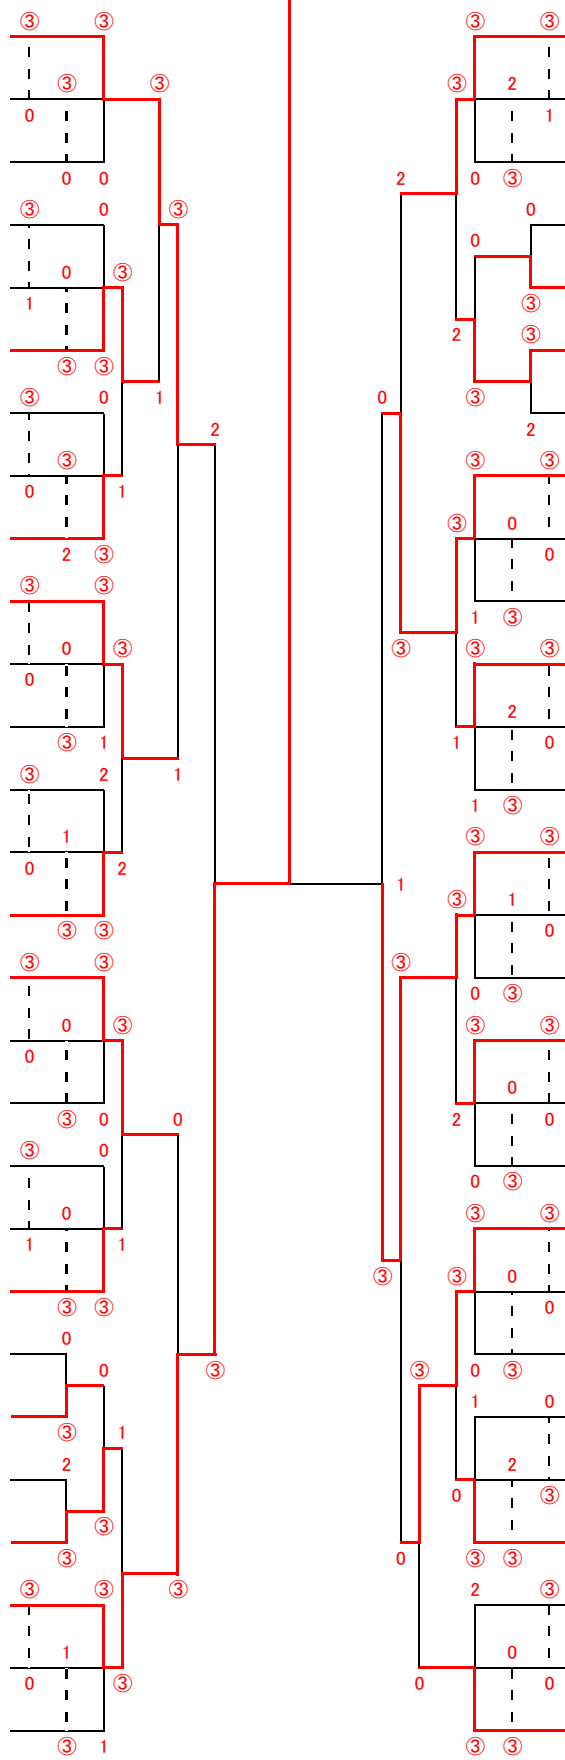 ③ ③ ③ ③
③ ③ ③ 2
0 1
0 0 2 0 ③
③ 0 ③ 0
0 ③ 0
1 ③
③ ③ 2 ③
③ 0 0 1 ③
2 2
③ ③ ③
0 1 ③ 0
2 ③ 0
③ ③ 1 ③
0 ③ ③ ③ ③
0 2
③ 1 1 1 0
③ 2 1 ③
1 ③ ③
0 2 1
③ ③ ③ 1
0
③ ③ ③ 0 ③
0 ③ ③ ③
0 0
③ 0 0 2 0
③ 0 0 ③
0 ③
1 1
③ ③ ③ ③ 0
0 ③ 0 ③ 0 ③
0 1 0
③ 1
2 2
③ 0 ③
③ 0 ③ ③
③ ③ ③ 2 ③
1 0
0 ③ 0 0
③ 1 ③ ③